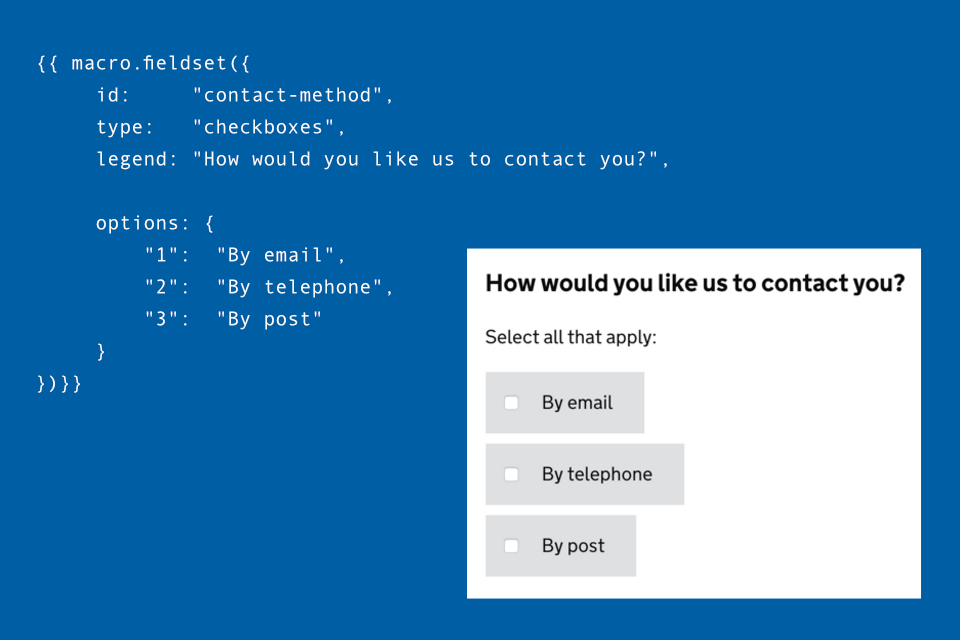 {{ macro.fieldset({
id: "contact-method",
type: "checkboxes",
legend: "How would you like us to contact you?",
options: {
"1": "By email",
"2": "By telephone",
"3": "By post"
}
})}}
How would you like us to contact you?
Select all that apply:
By email
By telephone
By post